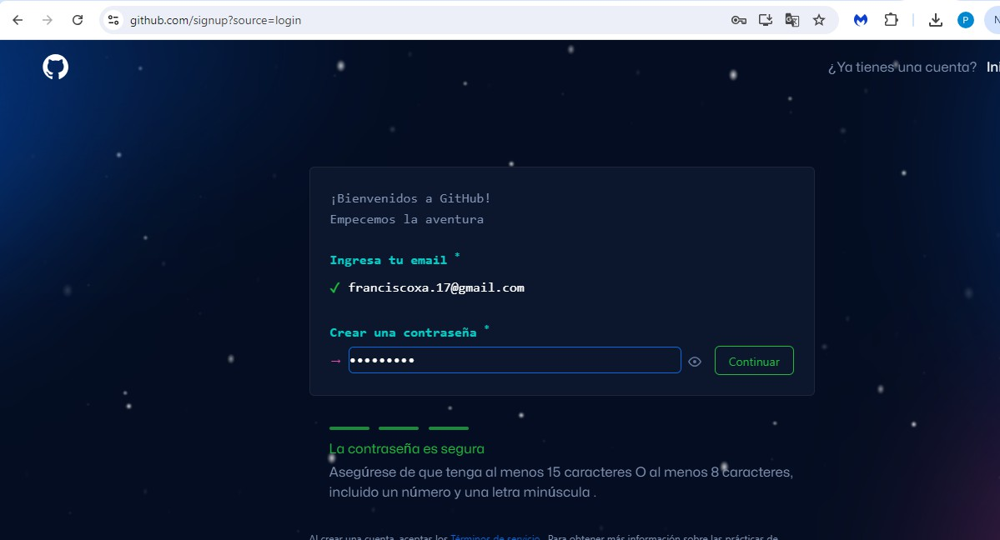 github.com/signup?source=login
P
N
¿Ya tienes una cuenta? Ini
¡Bienvenidos a GitHub!
Empecemos la aventura
Ingresa tu email *
✓ franciscoxa.17@gmail.com
Crear una contraseña *
→ •••••••••
Continuar
La contraseña es segura
Asegúrese de que tenga al menos 15 caracteres O al menos 8 caracteres,
incluido un número y una letra minúscula .
Al crear una cuenta, aceptas los Términos de servicio . Para obtener más información sobre las prácticas de